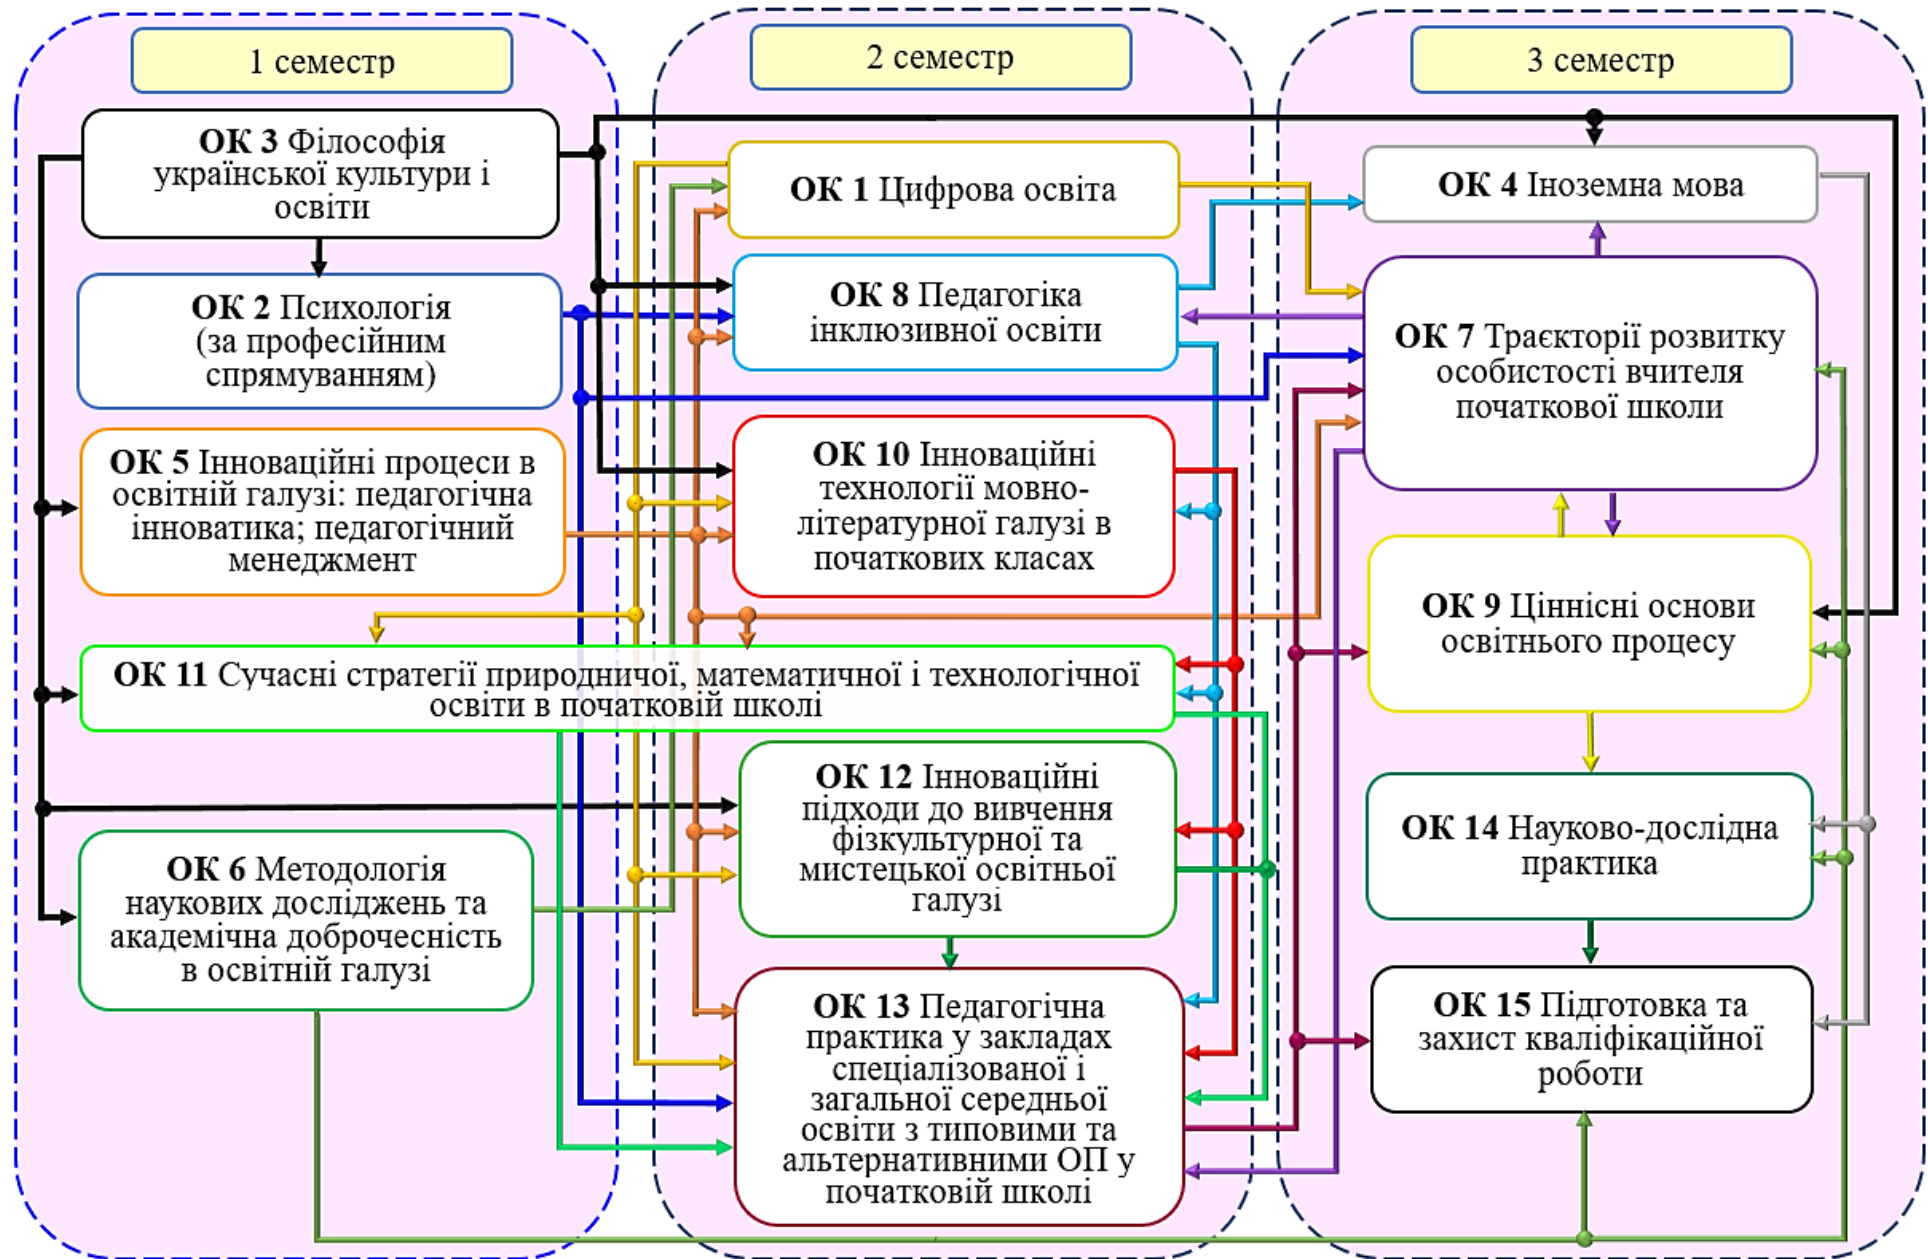 1 семестр
ОК 3 Філософія
української культури і
освіти
ОК 2 Психологія
(за професійним
спрямуванням)
ОК 5 Інноваційні процеси в
освітній галузі: педагогічна
інноватика; педагогічний
менеджмент
ОК 11 Сучасні стратегії природничої, математичної і технологічної
освіти в початковій школі
ОК 6 Методологія
наукових досліджень та
академічна доброчесність
в освітній галузі
2 семестр
ОК 1 Цифрова освіта
ОК 8 Педагогіка
інклюзивної освіти
ОК 10 Інноваційні
технології мовно-
літературної галузі в
початкових класах
ОК 12 Інноваційні
підходи до вивчення
фізкультурної та
мистецької освітньої
галузі
ОК 13 Педагогічна
практика у закладах
спеціалізованої і
загальної середньої
освіти з типовими та
альтернативними ОП у
початковій школі
3 семестр
ОК 4 Іноземна мова
ОК 7 Траєкторії розвитку
особистості вчителя
початкової школи
ОК 9 Ціннісні основи
освітнього процесу
ОК 14 Науково-дослідна
практика
ОК 15 Підготовка та
захист кваліфікаційної
роботи